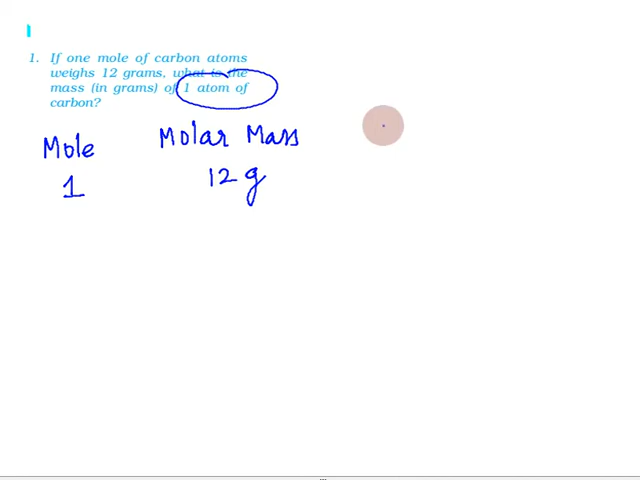 1
1. If one mole of carbon atoms
weighs 12 grams, what is the
mass (in grams) of 1 atom of
carbon?
Mole Molar Mass
1 12 g